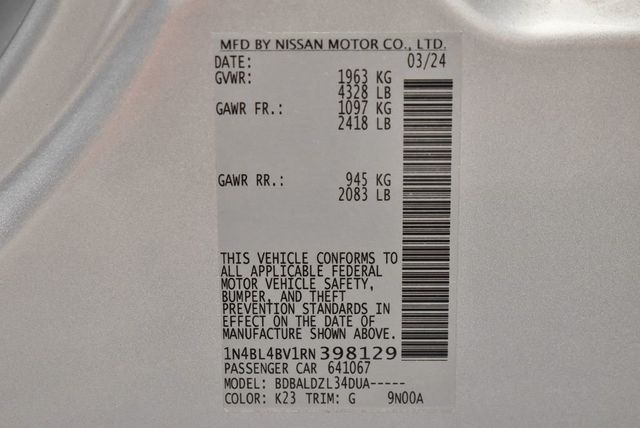 MFD BY NISSAN MOTOR CO., LTD.
DATE: 03/24
GVWR: 1963 KG
4328 LB
GAWR FR.: 1097 KG
2418 LB
GAWR RR.: 945 KG
2083 LB
THIS VEHICLE CONFORMS TO
ALL APPLICABLE FEDERAL
MOTOR VEHICLE SAFETY,
BUMPER, AND THEFT
PREVENTION STANDARDS IN
EFFECT ON THE DATE OF
MANUFACTURE SHOWN ABOVE.
1N4BL4BV1RN398129
PASSENGER CAR 641067
MODEL: BDBALDZL34DUA-----
COLOR: K23 TRIM: G 9N00A